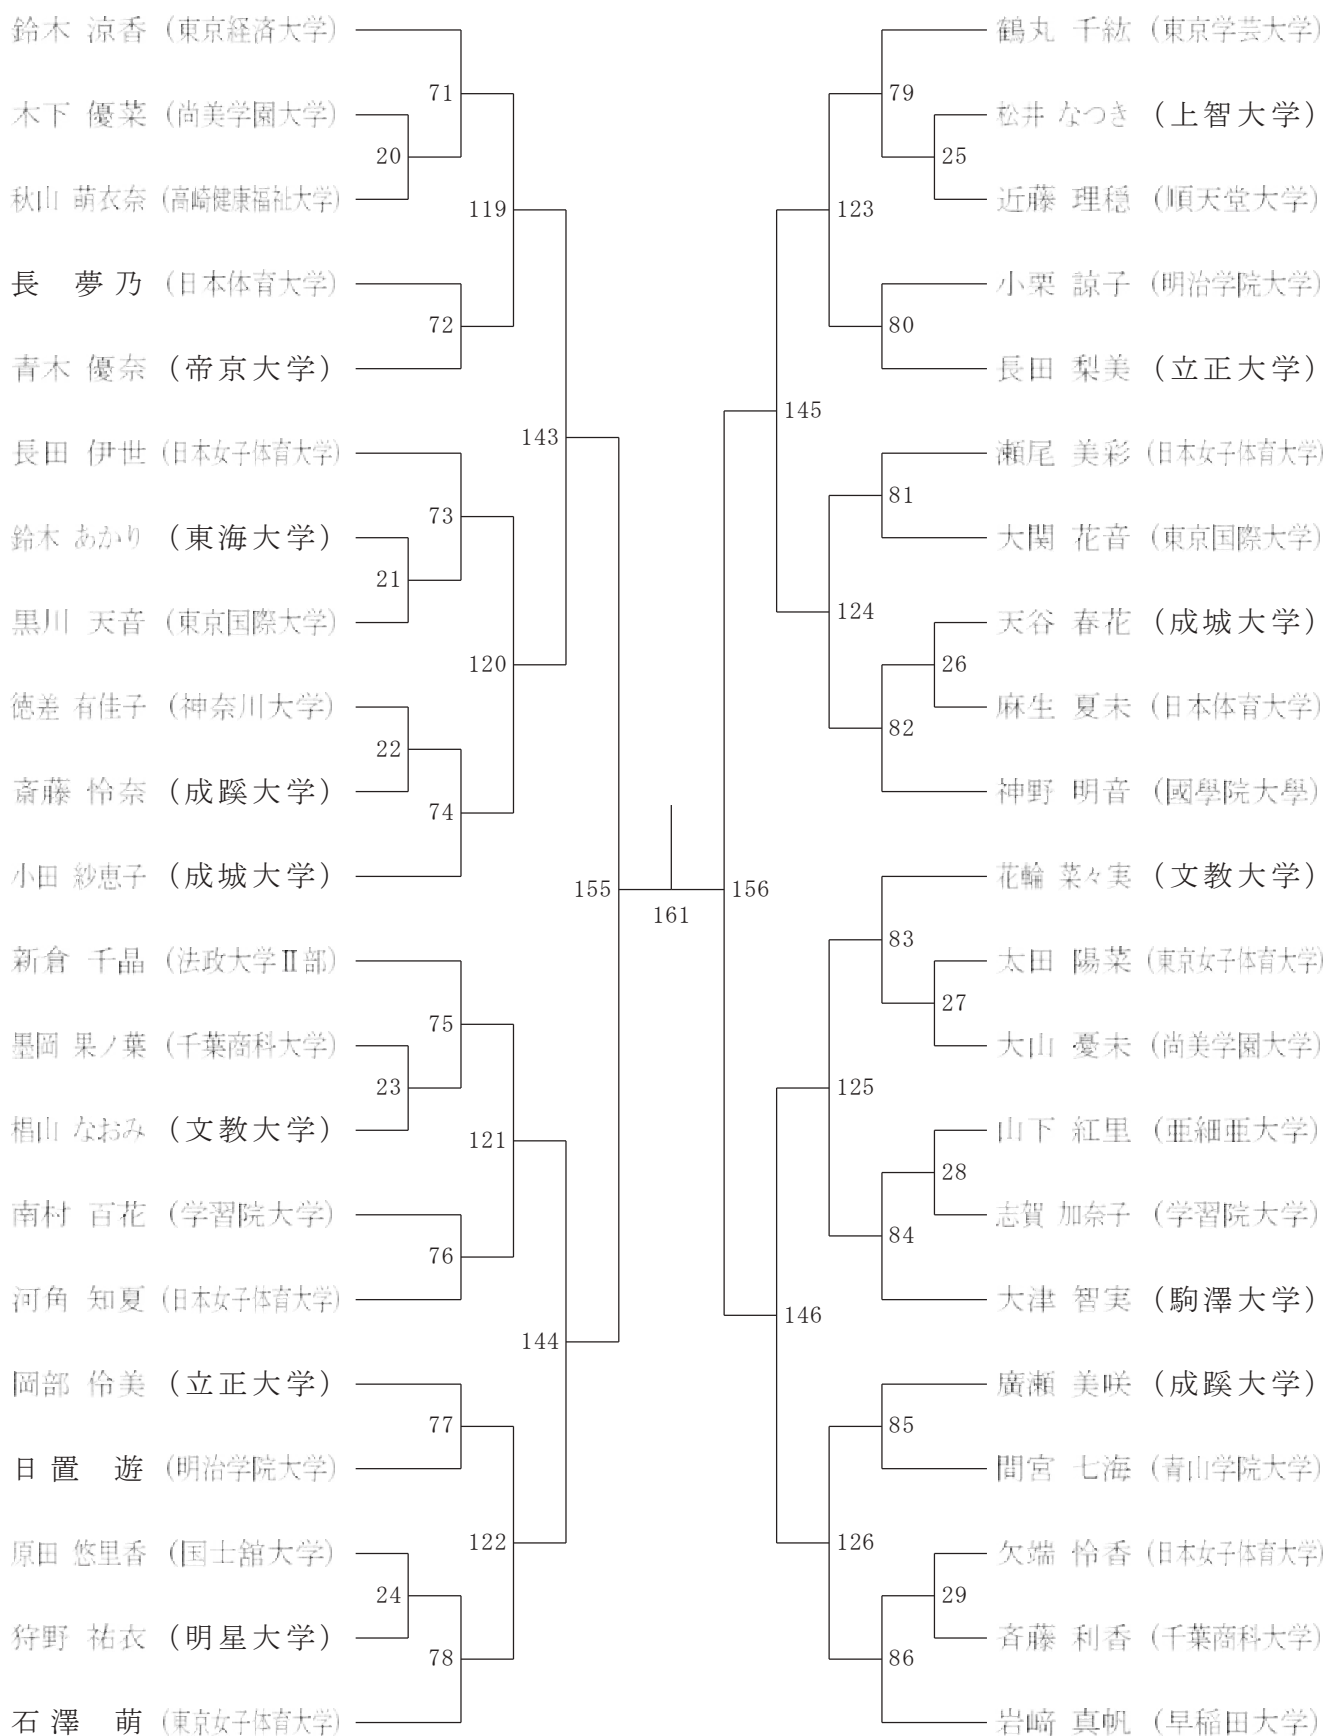 鈴木 涼香 (東京経済大学)
木下 優菜 (尚美学園大学)
秋山 萌衣奈 (高崎健康福祉大学)
長 夢乃 (日本体育大学)
青木 優奈 (帝京大学)
長田 伊世 (日本女子体育大学)
鈴木 あかり (東海大学)
黒川 天音 (東京国際大学)
徳差 有佳子 (神奈川大学)
斎藤 怜奈 (成蹊大学)
小田 紗恵子 (成城大学)
新倉 千晶 (法政大学Ⅱ部)
墨岡 果ノ葉 (千葉商科大学)
椙山 なおみ (文教大学)
南村 百花 (学習院大学)
河角 知夏 (日本女子体育大学)
岡部 伶美 (立正大学)
日置 遊 (明治学院大学)
原田 悠里香 (国士舘大学)
狩野 祐衣 (明星大学)
石澤 萌 (東京女子体育大学)
20
21
22
23
24
71
72
73
74
75
76
77
78
119
120
121
122
143
144
155
161
156
145
146
123
124
125
126
79
80
81
82
83
84
85
86
25
26
27
28
29
鶴丸 千紘 (東京学芸大学)
松井 なつき (上智大学)
近藤 理穏 (順天堂大学)
小栗 諒子 (明治学院大学)
長田 梨美 (立正大学)
瀬尾 美彩 (日本女子体育大学)
大関 花音 (東京国際大学)
天谷 春花 (成城大学)
麻生 夏未 (日本体育大学)
神野 明音 (國學院大學)
花輪 菜々実 (文教大学)
太田 陽菜 (東京女子体育大学)
大山 憂未 (尚美学園大学)
山下 紅里 (亜細亜大学)
志賀 加奈子 (学習院大学)
大津 智実 (駒澤大学)
廣瀬 美咲 (成蹊大学)
間宮 七海 (青山学院大学)
矢端 怜香 (日本女子体育大学)
斉藤 利香 (千葉商科大学)
岩﨑 真帆 (早稲田大学)